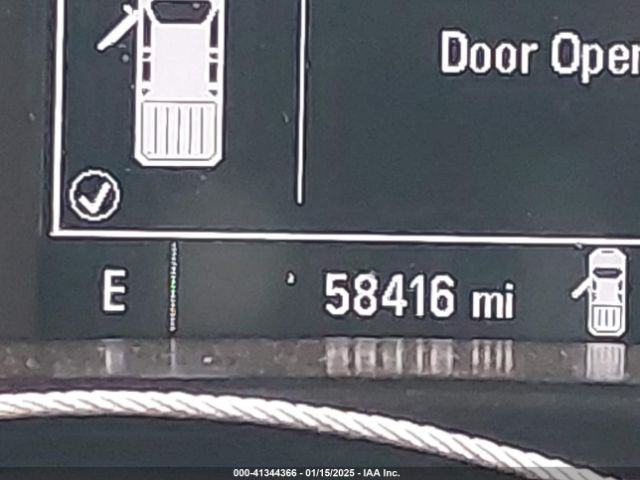 Door Open
E 58416 mi
000-41344366 - 01/15/2025 - IAA Inc.